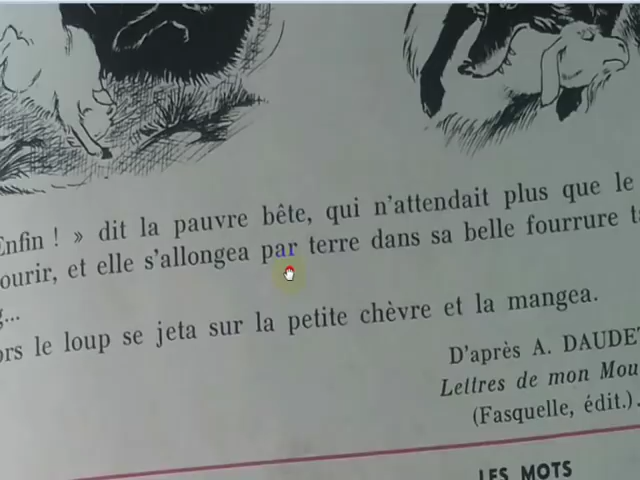 Enfin ! » dit la pauvre bête, qui n'attendait plus que le
ourir, et elle s'allongea par terre dans sa belle fourrure
...
ors le loup se jeta sur la petite chèvre et la mangea.
D'après A. DAUDET
Lettres de mon Mou
(Fasquelle, édit.).
LES MOTS